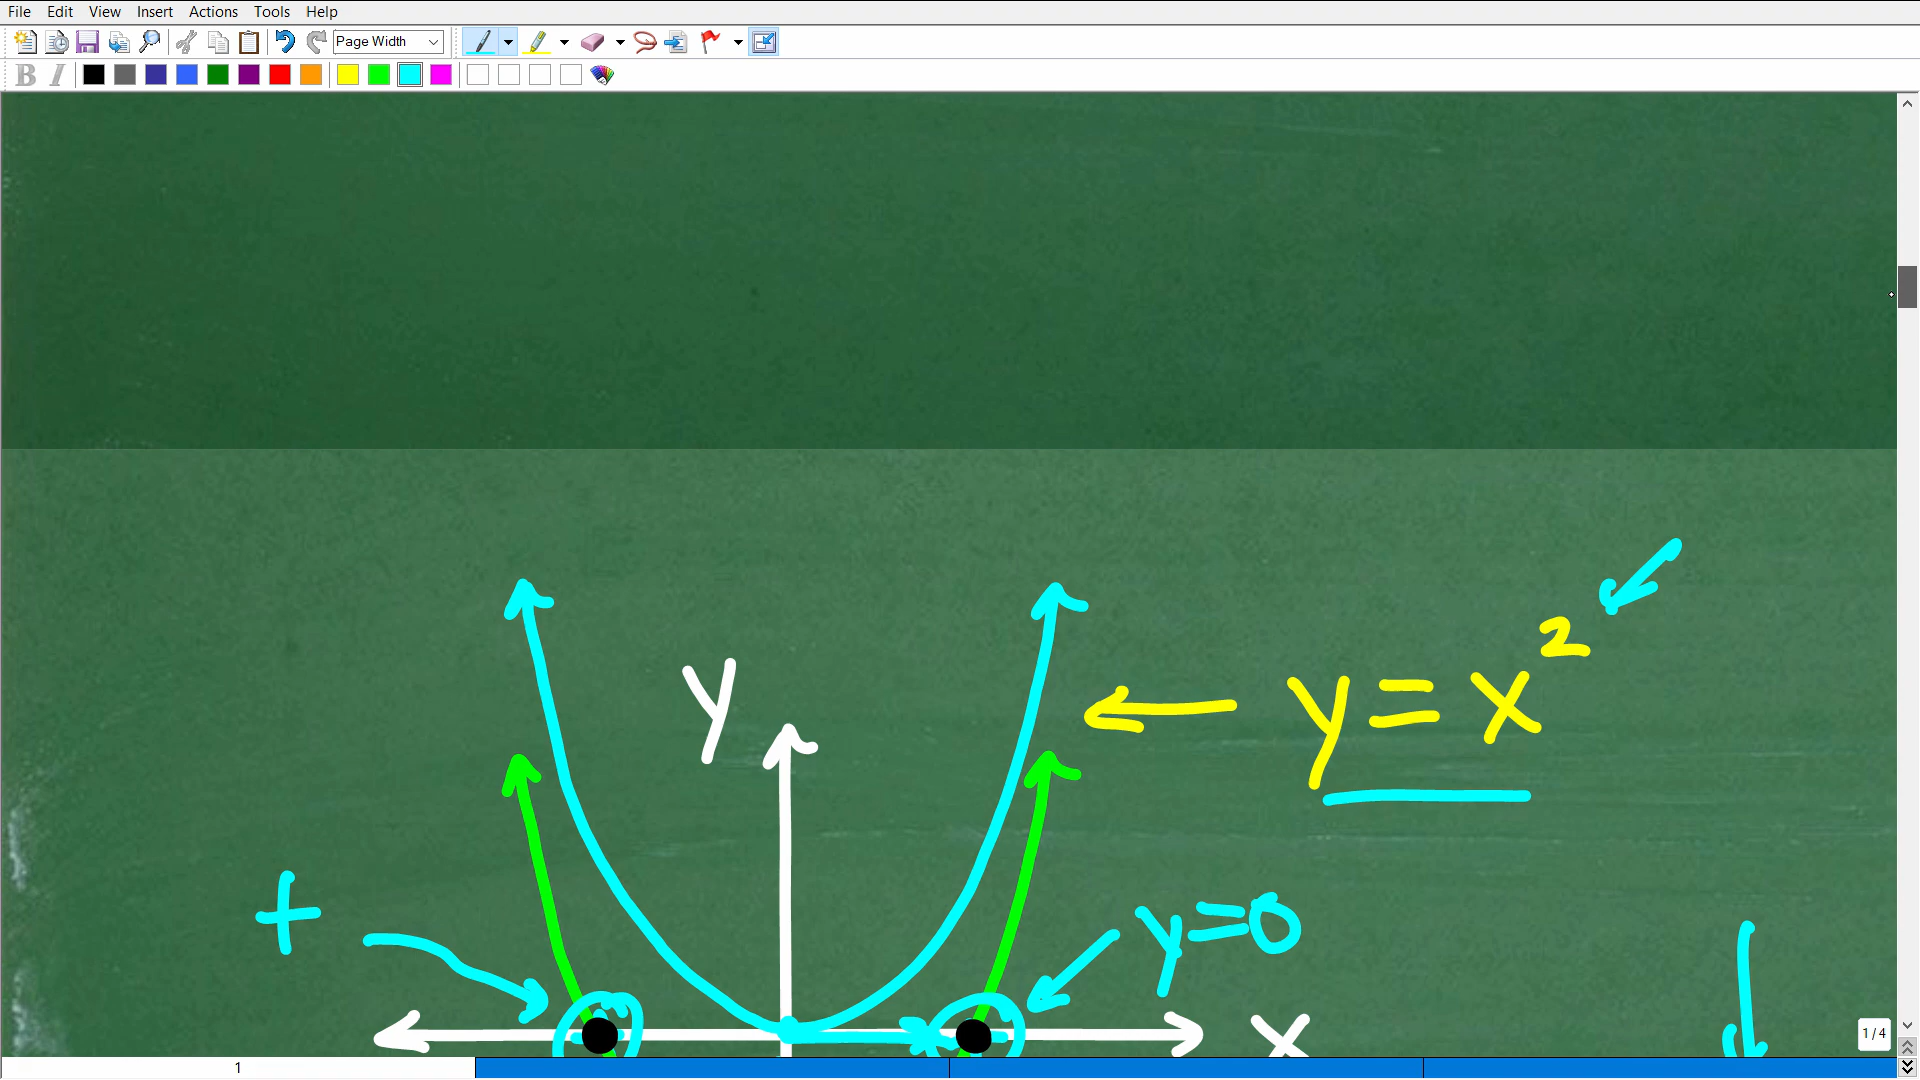 File Edit View Insert Actions Tools Help
Page Width
B I
y = x²
y
+
y=0
x
1 / 4
1